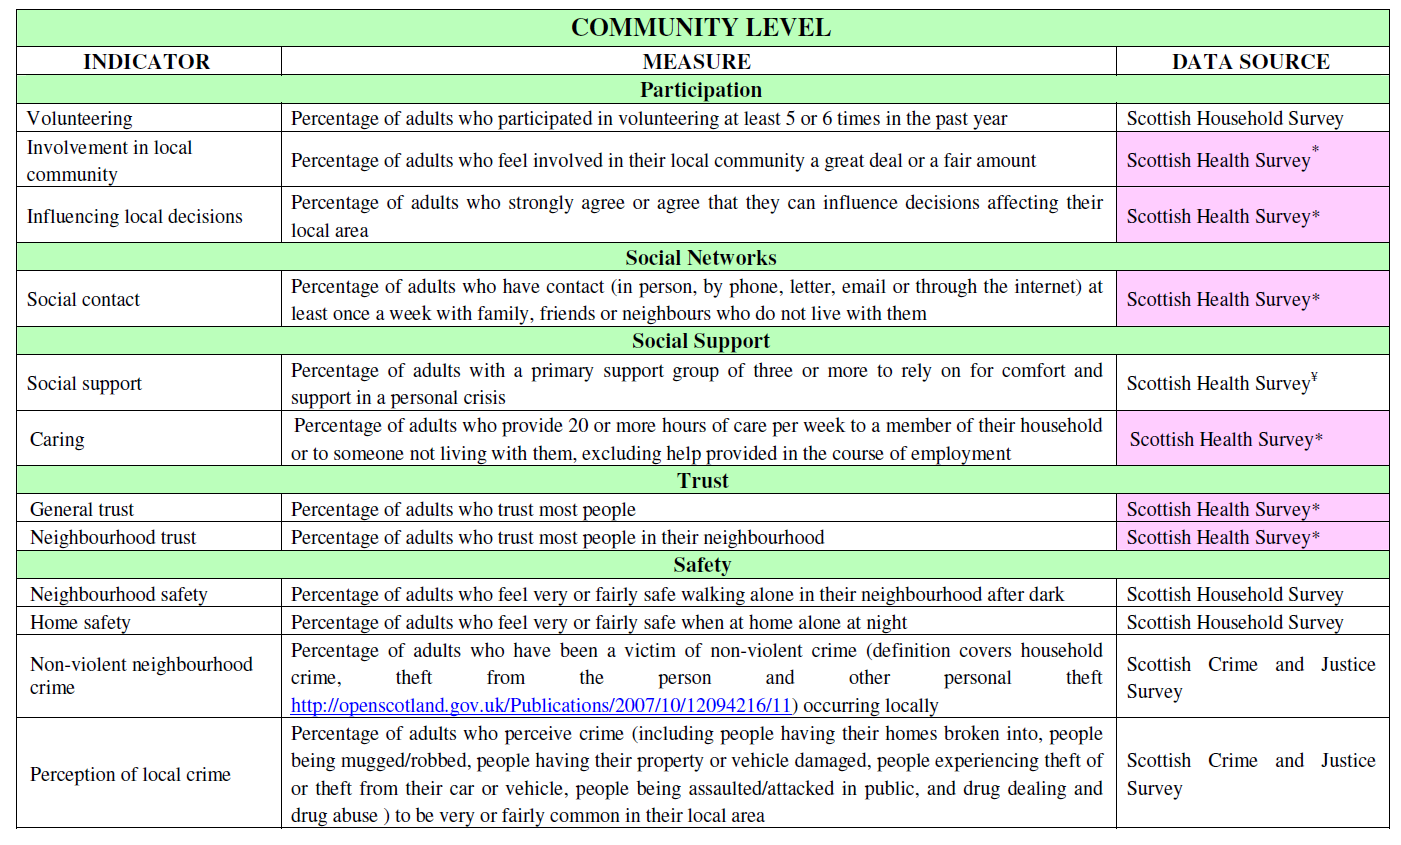 COMMUNITY LEVEL
INDICATOR MEASURE DATA SOURCE
Participation
Volunteering Percentage of adults who participated in volunteering at least 5 or 6 times in the past year Scottish Household Survey
Involvement in local
community
Percentage of adults who feel involved in their local community a great deal or a fair amount
Scottish Health Survey*
Influencing local decisions
Percentage of adults who strongly agree or agree that they can influence decisions affecting their
local area
Scottish Health Survey*
Social Networks
Social contact
Percentage of adults who have contact (in person, by phone, letter, email or through the internet) at
least once a week with family, friends or neighbours who do not live with them
Scottish Health Survey*
Social Support
Social support
Percentage of adults with a primary support group of three or more to rely on for comfort and
support in a personal crisis
Scottish Health Survey¥
Caring
Percentage of adults who provide 20 or more hours of care per week to a member of their household
or to someone not living with them, excluding help provided in the course of employment
Scottish Health Survey*
Trust
General trust Percentage of adults who trust most people Scottish Health Survey*
Neighbourhood trust Percentage of adults who trust most people in their neighbourhood Scottish Health Survey*
Safety
Neighbourhood safety Percentage of adults who feel very or fairly safe walking alone in their neighbourhood after dark Scottish Household Survey
Home safety Percentage of adults who feel very or fairly safe when at home alone at night Scottish Household Survey
Non-violent neighbourhood
crime
Percentage of adults who have been a victim of non-violent crime (definition covers household
crime, theft from the person and other personal theft
http://openscotland.gov.uk/Publications/2007/10/12094216/11) occurring locally
Scottish Crime and Justice
Survey
Perception of local crime
Percentage of adults who perceive crime (including people having their homes broken into, people
being mugged/robbed, people having their property or vehicle damaged, people experiencing theft of
or theft from their car or vehicle, people being assaulted/attacked in public, and drug dealing and
drug abuse ) to be very or fairly common in their local area
Scottish Crime and Justice
Survey